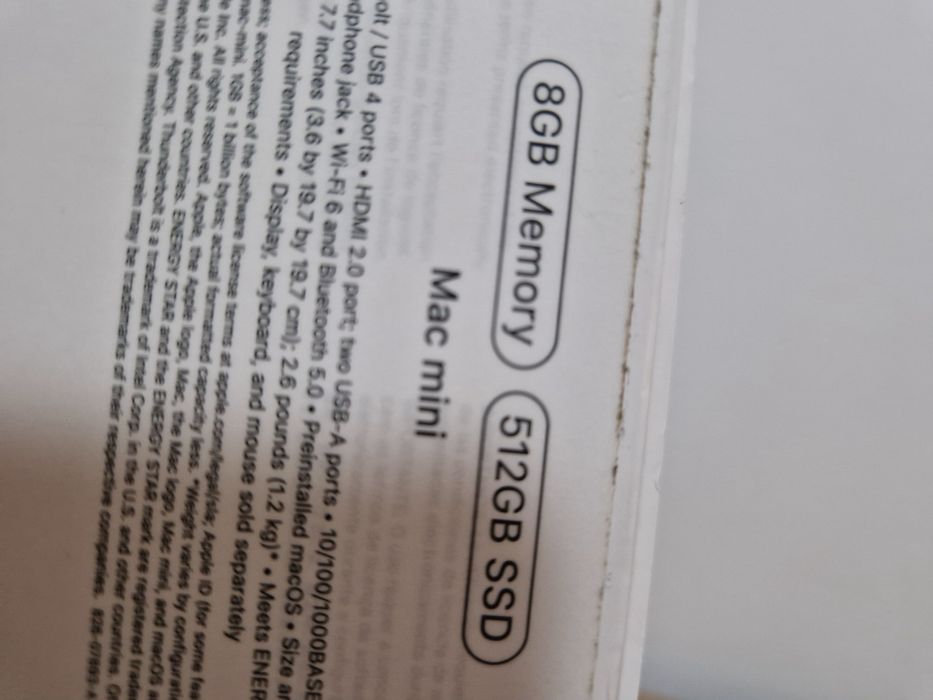 8GB Memory 512GB SSD
Mac mini
olt / USB 4 ports • HDMI 2.0 port; two USB-A ports • 10/100/1000BASE
dphone jack • Wi-Fi 6 and Bluetooth 5.0 • Preinstalled macOS • Size an
7.7 inches (3.6 by 19.7 by 19.7 cm); 2.6 pounds (1.2 kg)* • Meets ENER
requirements • Display, keyboard, and mouse sold separately
ess; acceptance of the software license terms at apple.com/legal/sla; Apple ID (for some fea
mac-mini. 1GB = 1 billion bytes; actual formatted capacity less. *Weight varies by configurati
e Inc. All rights reserved. Apple, the Apple logo, Mac, the Mac logo, Mac mini, and macOS a
e U.S. and other countries. ENERGY STAR and the ENERGY STAR mark are registered trade
tection Agency. Thunderbolt is a trademark of Intel Corp. in the U.S. and other countries. O
ny names mentioned herein may be trademarks of their respective companies.